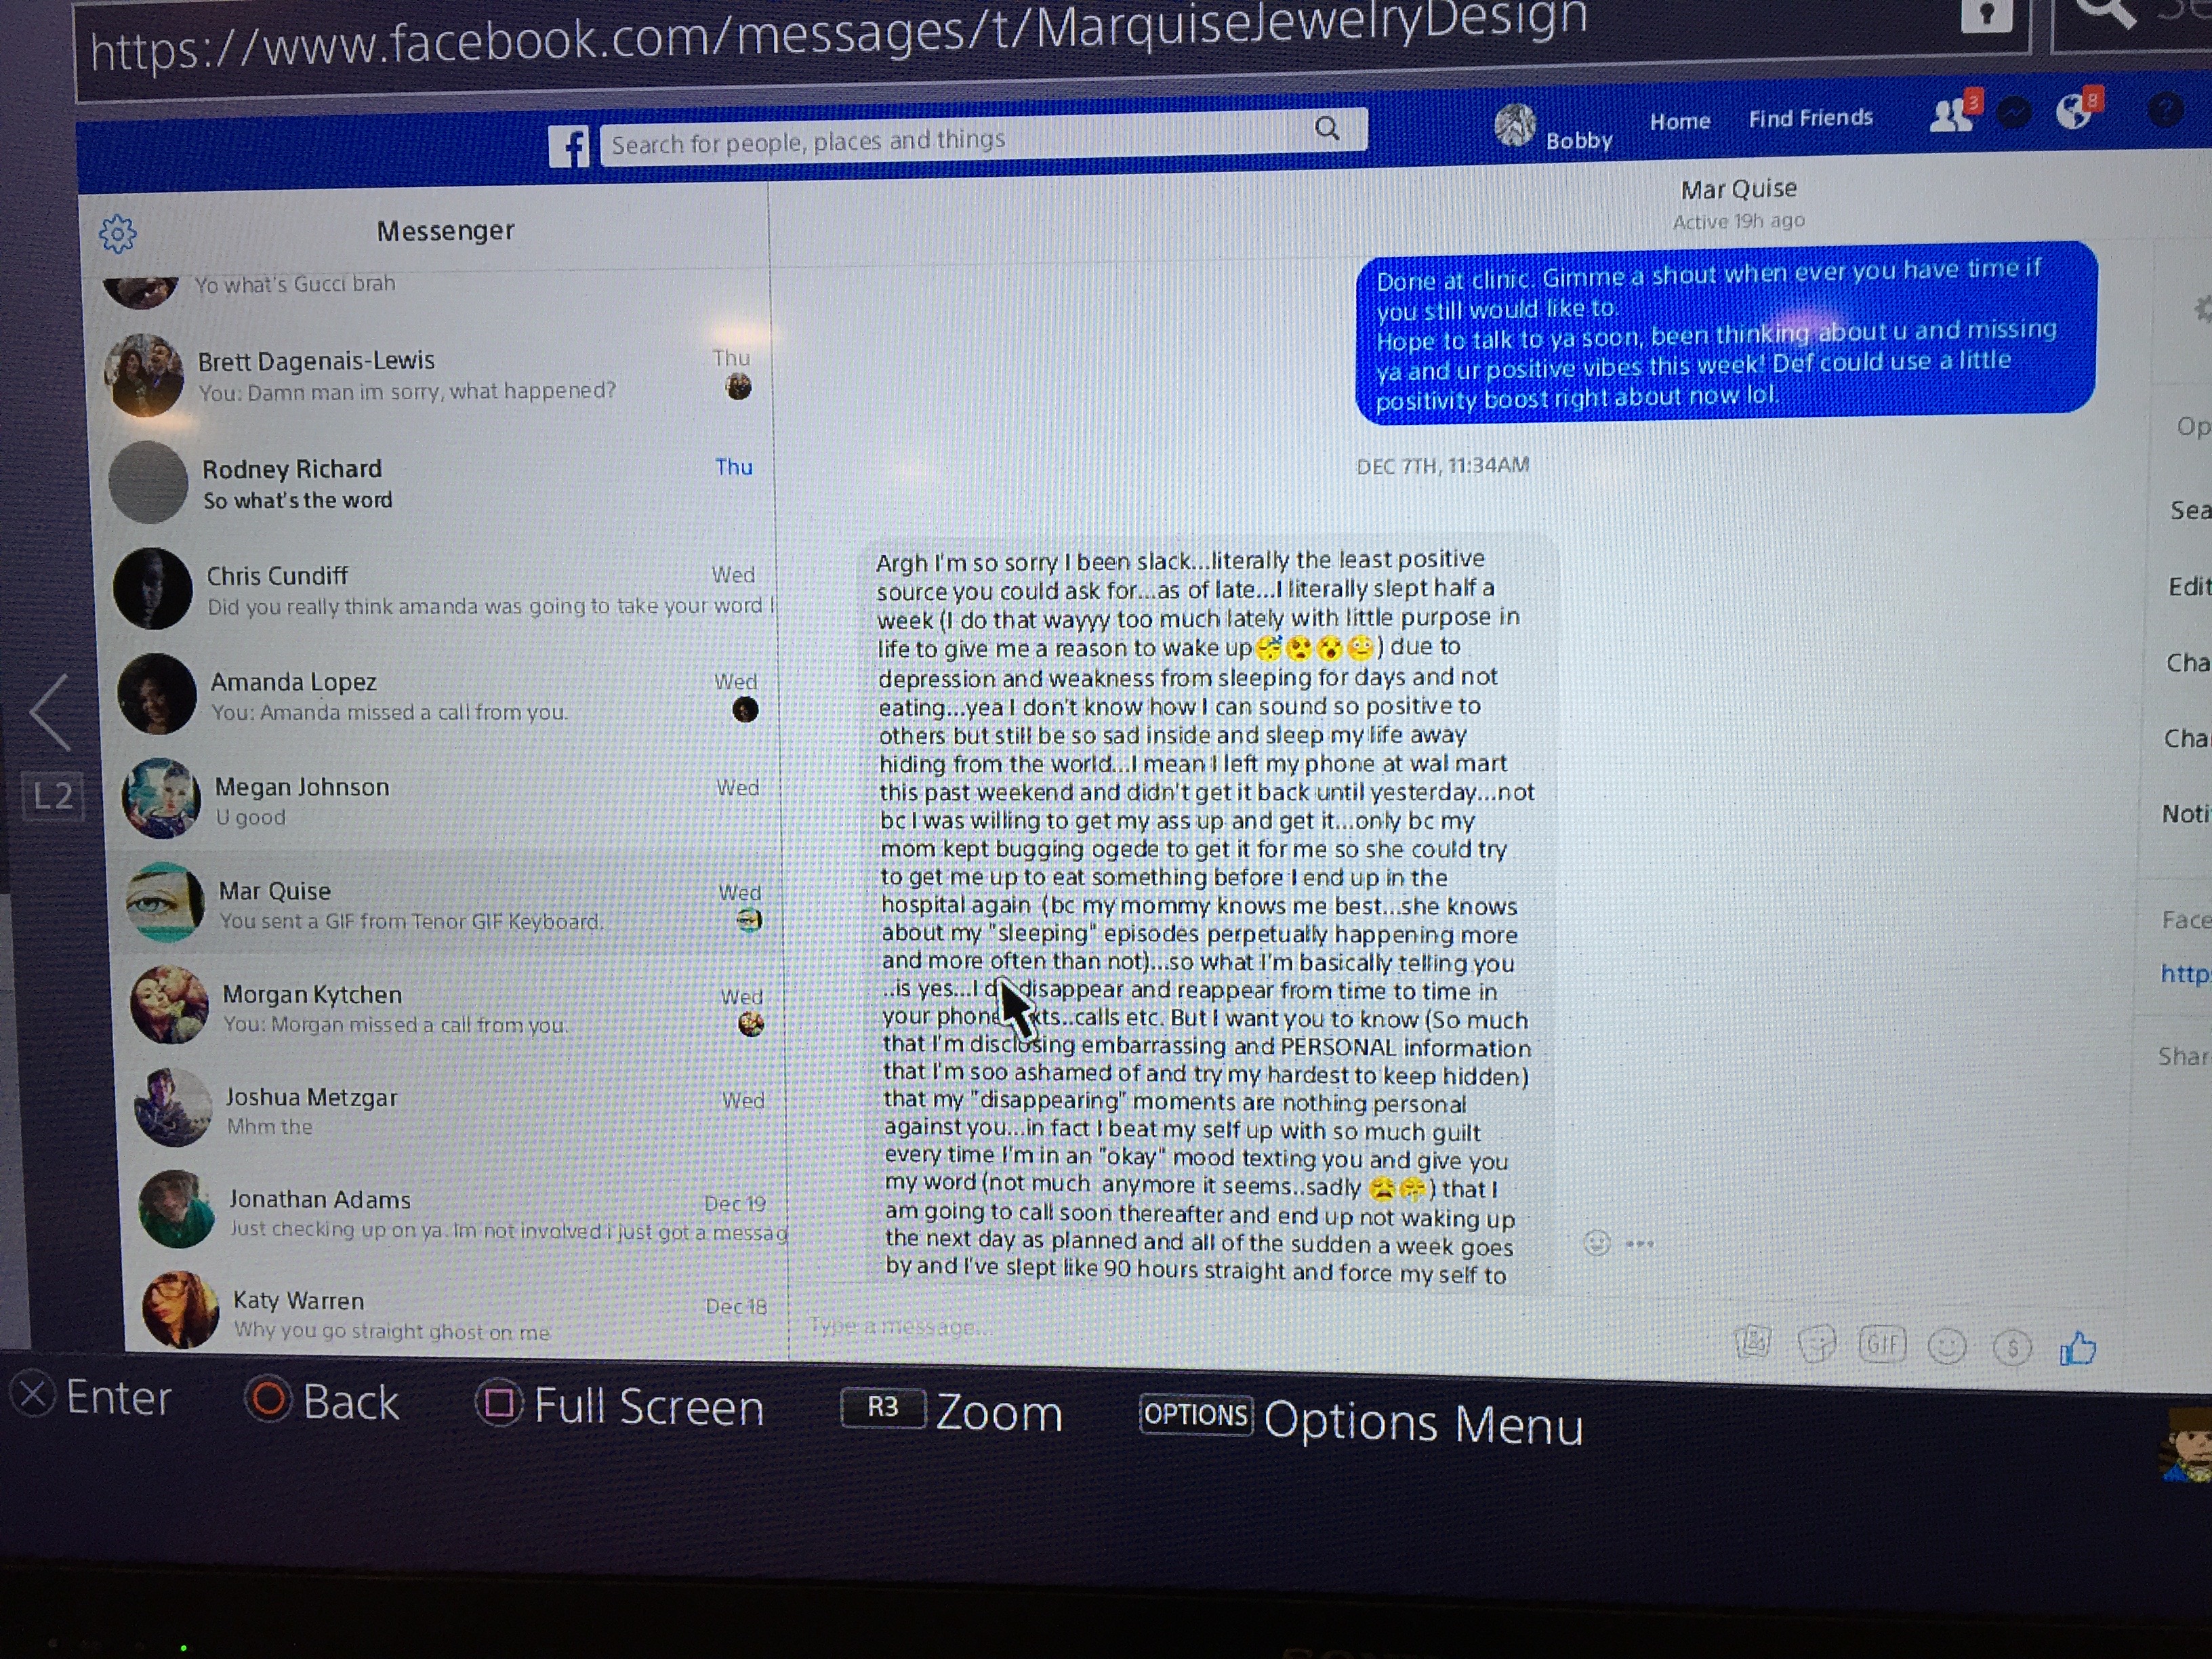 https://www.facebook.com/messages/t/MarquiseJewelryDesign
Search for people, places and things
Bobby
Home
Find Friends
3
8
?
Messenger
Mar Quise
Active 19h ago
Yo what's Gucci brah
Brett Dagenais-Lewis
Thu
You: Damn man im sorry, what happened?
Rodney Richard
Thu
So what's the word
Chris Cundiff
Wed
Did you really think amanda was going to take your word
Amanda Lopez
Wed
You: Amanda missed a call from you.
Megan Johnson
Wed
U good
Mar Quise
Wed
You sent a GIF from Tenor GIF Keyboard.
Morgan Kytchen
Wed
You: Morgan missed a call from you.
Joshua Metzgar
Wed
Mhm the
Jonathan Adams
Dec 19
Just checking up on ya. Im not involved i just got a messag
Katy Warren
Dec 18
Why you go straight ghost on me
Done at clinic. Gimme a shout when ever you have time if
you still would like to.
Hope to talk to ya soon, been thinking about u and missing
ya and ur positive vibes this week! Def could use a little
positivity boost right about now lol.
DEC 7TH, 11:34AM
Argh I'm so sorry I been slack...literally the least positive
source you could ask for...as of late...I literally slept half a
week (I do that wayyy too much lately with little purpose in
life to give me a reason to wake up😴😵😲😳) due to
depression and weakness from sleeping for days and not
eating...yea I don't know how I can sound so positive to
others but still be so sad inside and sleep my life away
hiding from the world...I mean I left my phone at wal mart
this past weekend and didn't get it back until yesterday...not
bc I was willing to get my ass up and get it...only bc my
mom kept bugging ogede to get it for me so she could try
to get me up to eat something before I end up in the
hospital again (bc my mommy knows me best...she knows
about my "sleeping" episodes perpetually happening more
and more often than not)...so what I'm basically telling you
..is yes...I disappear and reappear from time to time in
your phone calls etc. But I want you to know (So much
that I'm disclosing embarrassing and PERSONAL information
that I'm soo ashamed of and try my hardest to keep hidden)
that my "disappearing" moments are nothing personal
against you...in fact I beat my self up with so much guilt
every time I'm in an "okay" mood texting you and give you
my word (not much anymore it seems..sadly 😫😤) that I
am going to call soon thereafter and end up not waking up
the next day as planned and all of the sudden a week goes
by and I've slept like 90 hours straight and force my self to
Type a message...
GIF
$
Op
Sea
Edit
Cha
Cha
Noti
Face
http
Shar
L2
Enter
Back
Full Screen
R3 Zoom
OPTIONS Options Menu